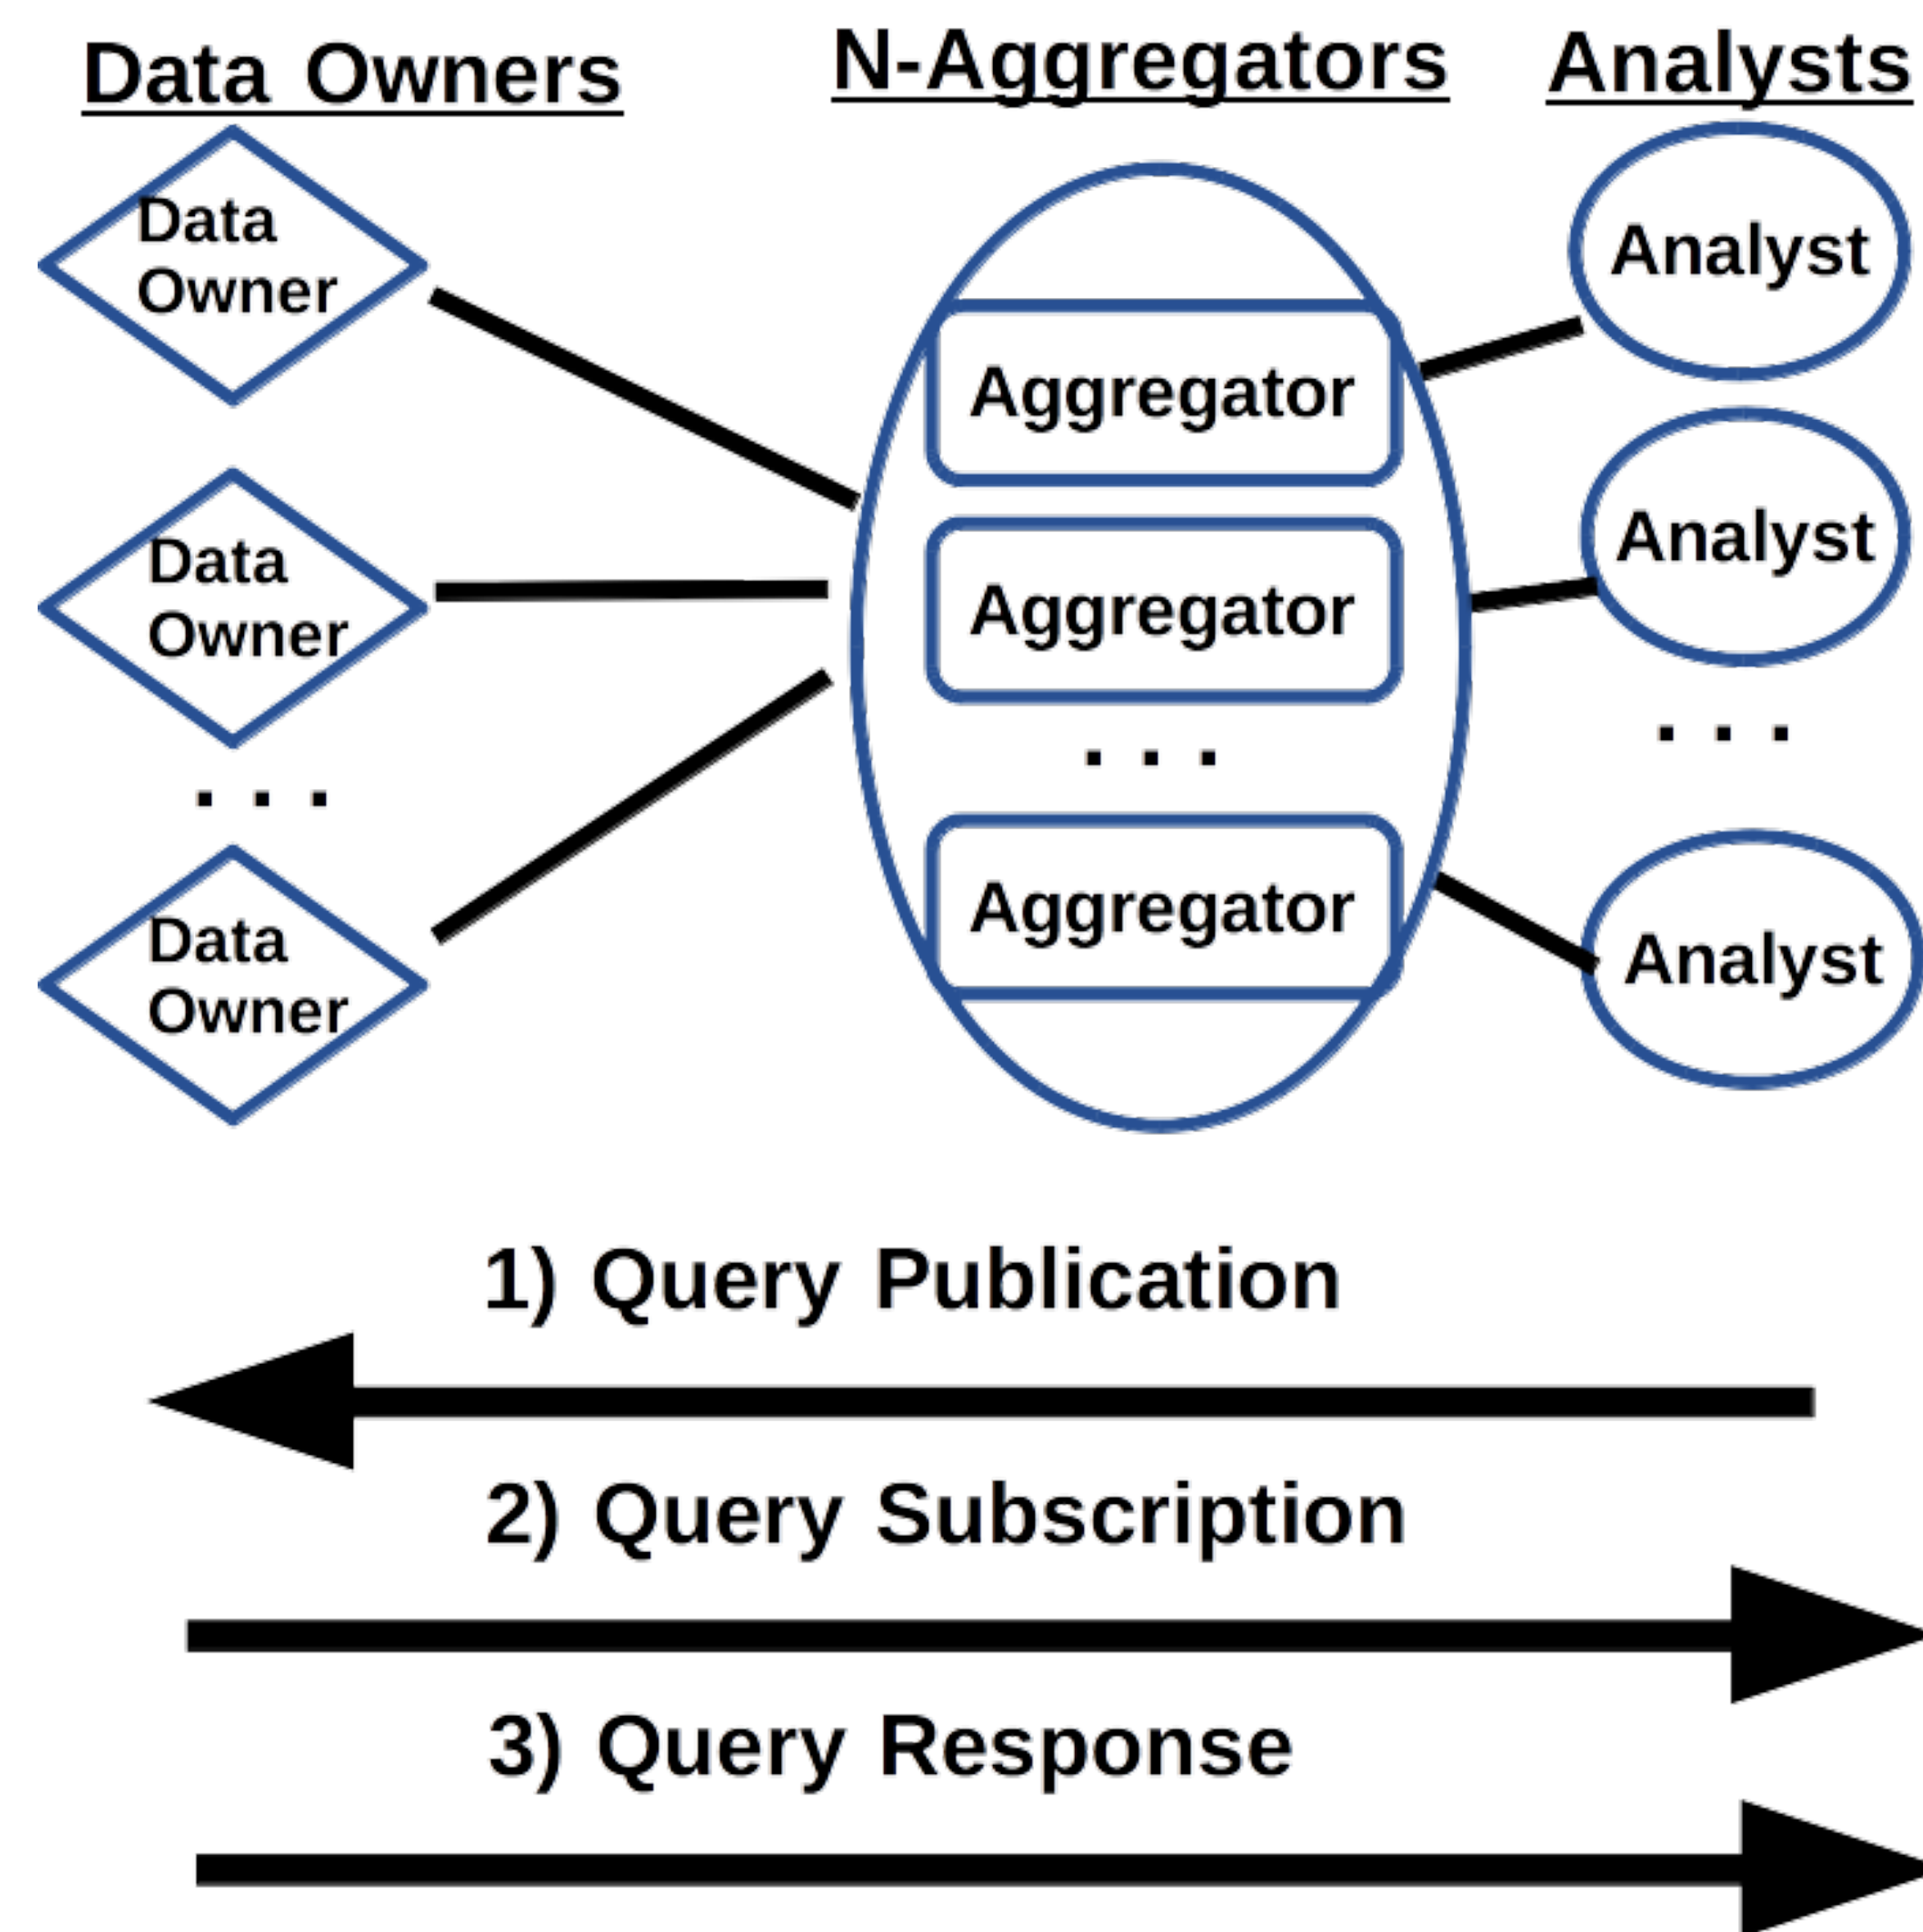 Data Owners
N-Aggregators
Analysts
Data
Owner
Data
Owner
. . .
Data
Owner
Aggregator
Aggregator
. . .
Aggregator
Analyst
Analyst
. . .
Analyst
1) Query Publication
2) Query Subscription
3) Query Response